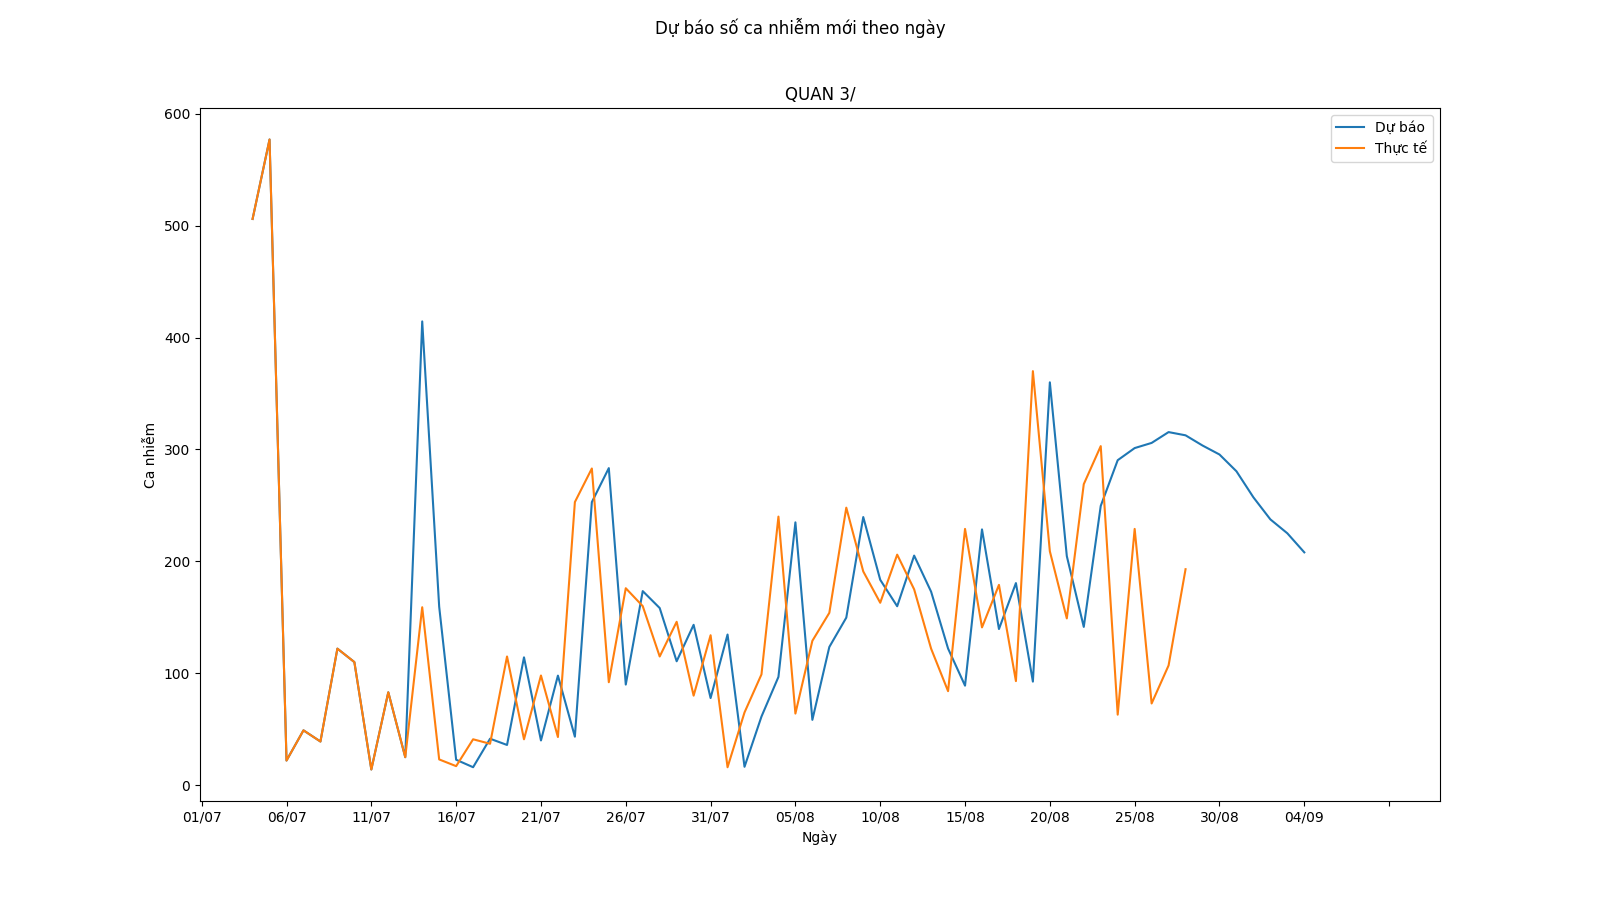 Dự báo số ca nhiễm mới theo ngày
QUAN 3/
Dự báo
Thực tế
600
500
400
300
200
100
0
Ca nhiễm
01/07 06/07 11/07 16/07 21/07 26/07 31/07 05/08 10/08 15/08 20/08 25/08 30/08 04/09
Ngày